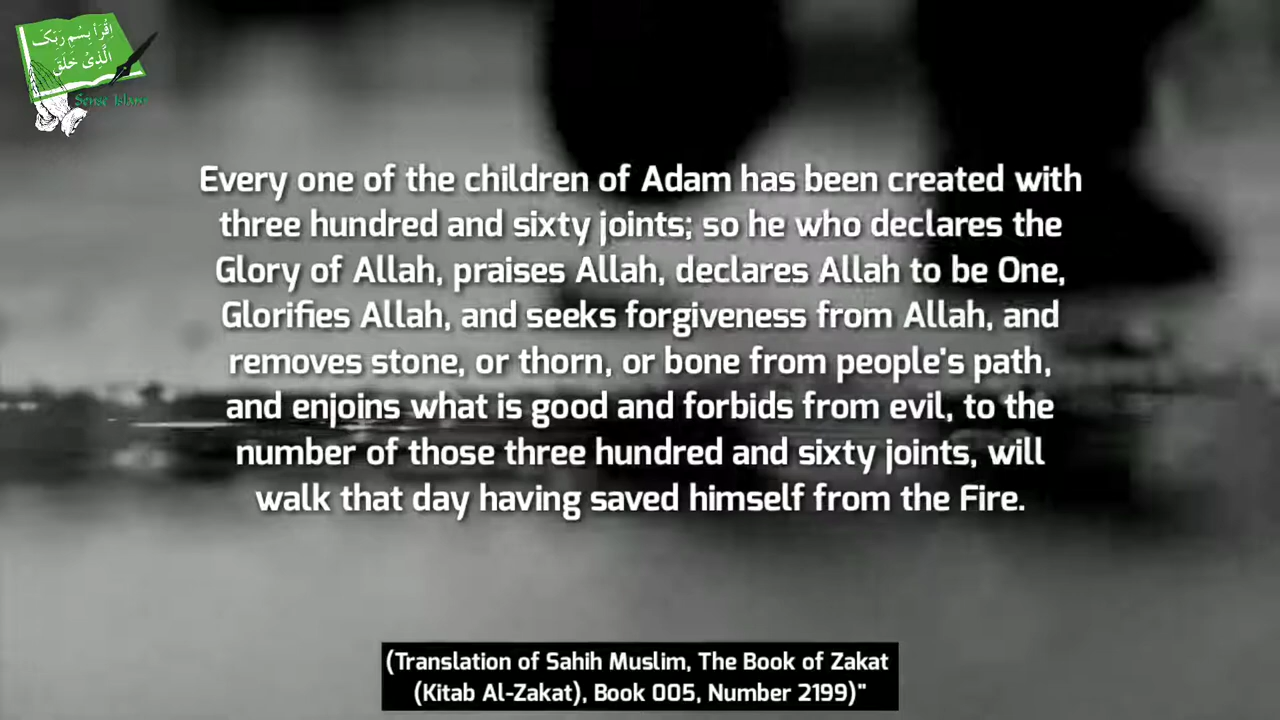 اِقْرَأْ بِسْمِ رَبِّكَ
الَّذِىْ خَلَقَ
Sense Islam
Every one of the children of Adam has been created with
three hundred and sixty joints; so he who declares the
Glory of Allah, praises Allah, declares Allah to be One,
Glorifies Allah, and seeks forgiveness from Allah, and
removes stone, or thorn, or bone from people's path,
and enjoins what is good and forbids from evil, to the
number of those three hundred and sixty joints, will
walk that day having saved himself from the Fire.
(Translation of Sahih Muslim, The Book of Zakat
(Kitab Al-Zakat), Book 005, Number 2199)"